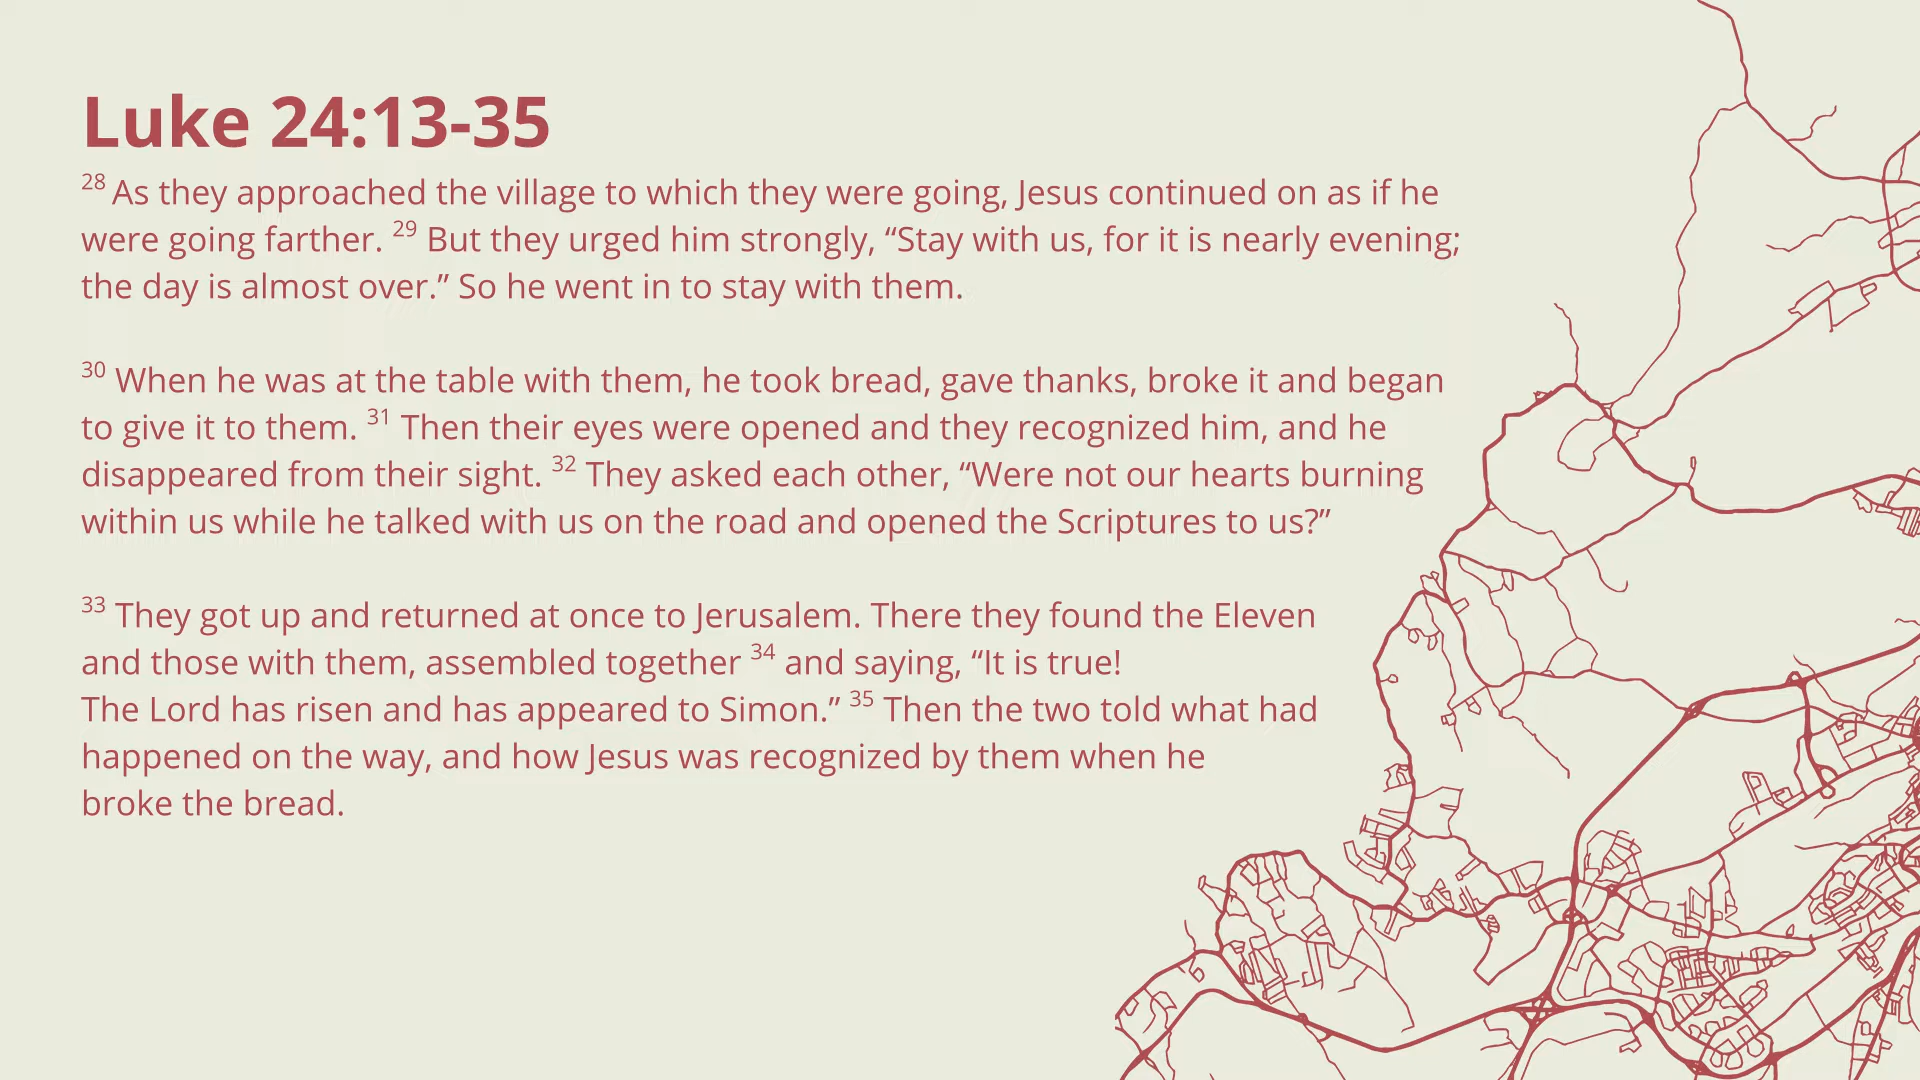 Luke 24:13-35
28 As they approached the village to which they were going, Jesus continued on as if he
were going farther. 29 But they urged him strongly, “Stay with us, for it is nearly evening;
the day is almost over.” So he went in to stay with them.
30 When he was at the table with them, he took bread, gave thanks, broke it and began
to give it to them. 31 Then their eyes were opened and they recognized him, and he
disappeared from their sight. 32 They asked each other, “Were not our hearts burning
within us while he talked with us on the road and opened the Scriptures to us?”
33 They got up and returned at once to Jerusalem. There they found the Eleven
and those with them, assembled together 34 and saying, “It is true!
The Lord has risen and has appeared to Simon.” 35 Then the two told what had
happened on the way, and how Jesus was recognized by them when he
broke the bread.